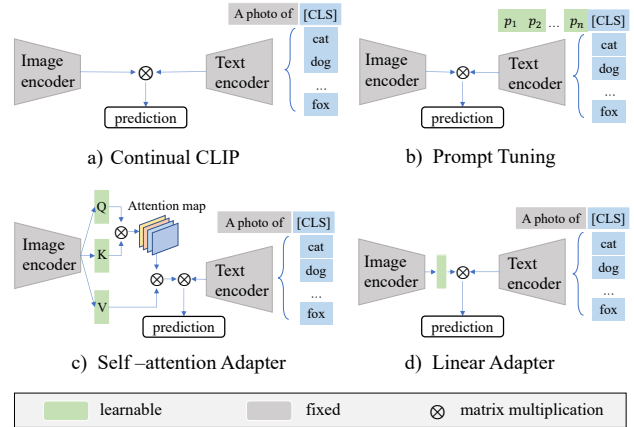 A photo of [CLS]
Image encoder
Text encoder
cat
dog
...
fox
prediction
a) Continual CLIP
p1 p2 ... pn [CLS]
Image encoder
Text encoder
cat
dog
...
fox
prediction
b) Prompt Tuning
Q
K
V
Attention map
Image encoder
A photo of [CLS]
Text encoder
cat
dog
...
fox
prediction
c) Self –attention Adapter
A photo of [CLS]
Image encoder
Text encoder
cat
dog
...
fox
prediction
d) Linear Adapter
learnable fixed ⊗ matrix multiplication